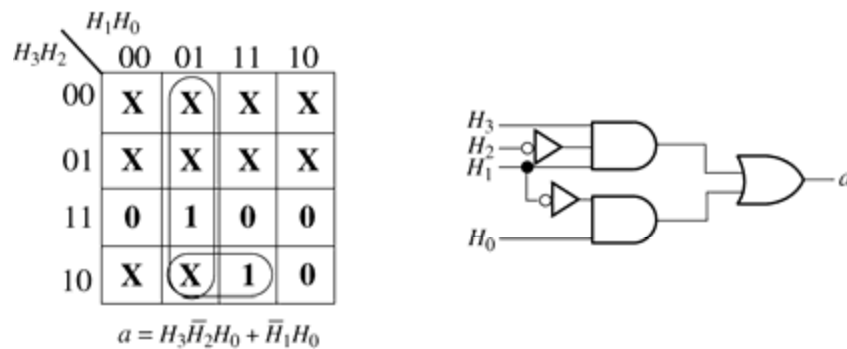 H₁H₀
H₃H₂
00 01 11 10
00 X X X X
01 X X X X
11 0 1 0 0
10 X X 1 0
a = H₃H̅₂H₀ + H̅₁H₀
H₃
H₂
H₁
H₀
a